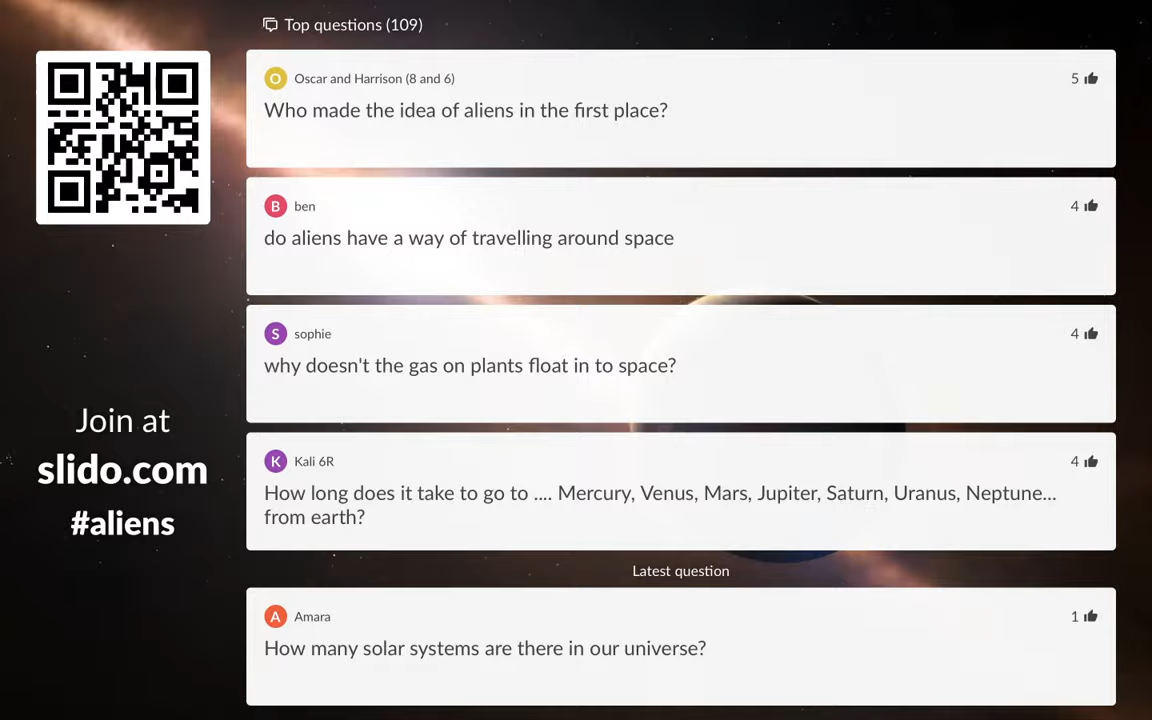 Top questions (109)
O Oscar and Harrison (8 and 6) 5
Who made the idea of aliens in the first place?
B ben 4
do aliens have a way of travelling around space
S sophie 4
why doesn't the gas on plants float in to space?
K Kali 6R 4
How long does it take to go to .... Mercury, Venus, Mars, Jupiter, Saturn, Uranus, Neptune...
from earth?
Latest question
A Amara 1
How many solar systems are there in our universe?
Join at
slido.com
#aliens